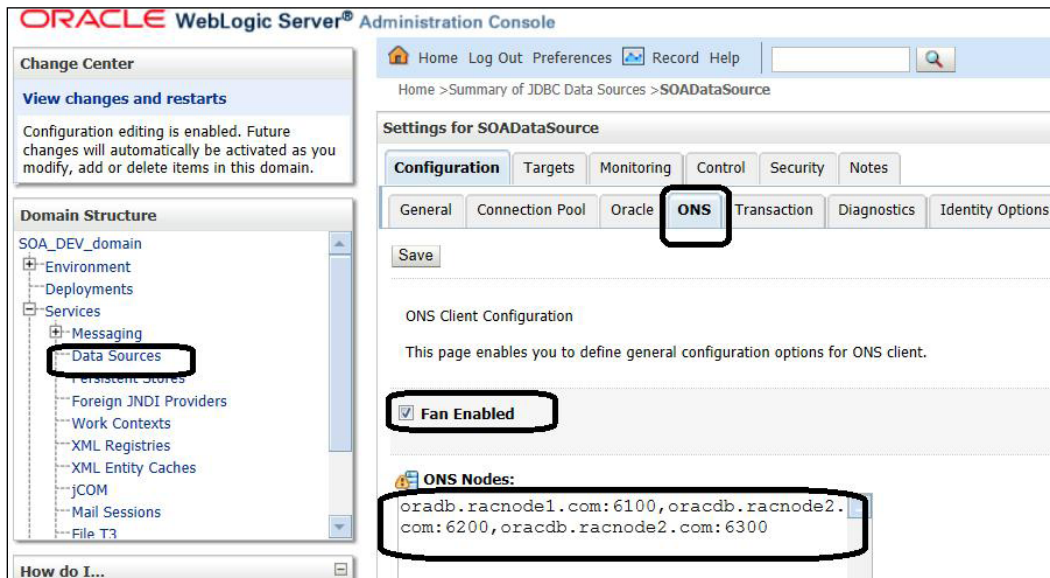 ORACLE WebLogic Server® Administration Console
Change Center
View changes and restarts
Configuration editing is enabled. Future
changes will automatically be activated as you
modify, add or delete items in this domain.
Domain Structure
SOA_DEV_domain
Environment
Deployments
Services
Messaging
Data Sources
Persistent Stores
Foreign JNDI Providers
Work Contexts
XML Registries
XML Entity Caches
jCOM
Mail Sessions
File T3
How do I...
Home Log Out Preferences Record Help
Home >Summary of JDBC Data Sources >SOADataSource
Settings for SOADataSource
Configuration Targets Monitoring Control Security Notes
General Connection Pool Oracle ONS Transaction Diagnostics Identity Options
Save
ONS Client Configuration
This page enables you to define general configuration options for ONS client.
Fan Enabled
ONS Nodes:
oradb.racnode1.com:6100,oracdb.racnode2.
com:6200,oracdb.racnode2.com:6300